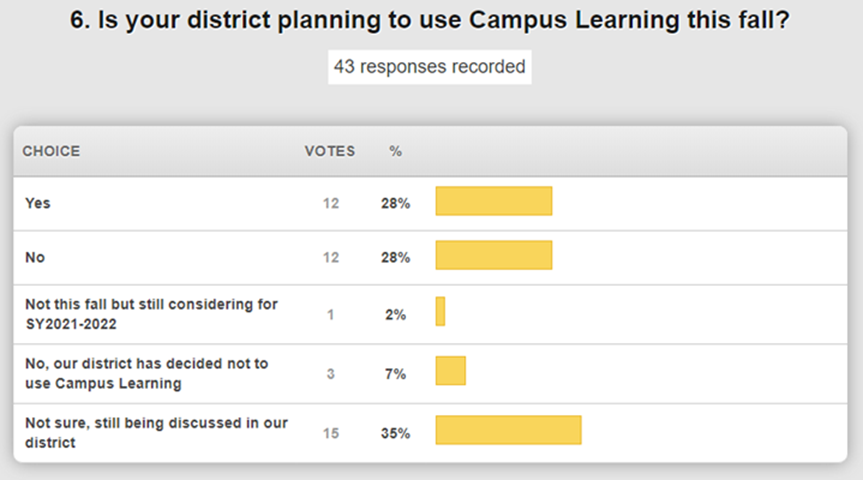 6. Is your district planning to use Campus Learning this fall?
43 responses recorded
CHOICE VOTES %
Yes 12 28%
No 12 28%
Not this fall but still considering for
SY2021-2022 1 2%
No, our district has decided not to
use Campus Learning 3 7%
Not sure, still being discussed in our
district 15 35%